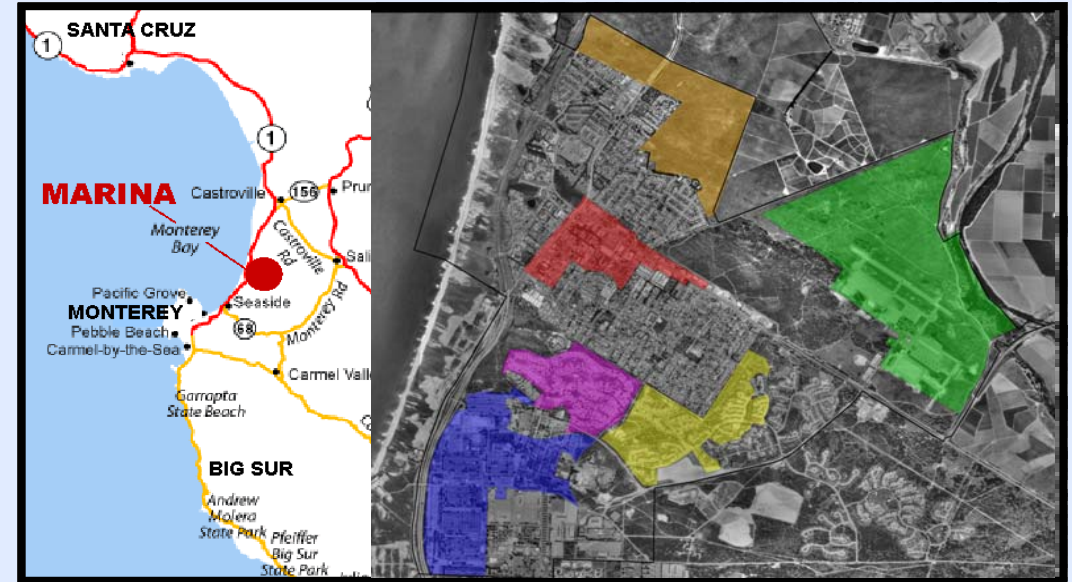 SANTA CRUZ
1
1
MARINA
Castroville
156
Prun
Monterey
Bay
Castroville
Rd
Sali
Pacific Grove
Seaside
MONTEREY
68
Monterey Rd
Pebble Beach
Carmel-by-the-Sea
Carmel Valle
Garrapta
State Beach
BIG SUR
Andrew
Molera
State Park
Pfeiffer
Big Sur
State Park